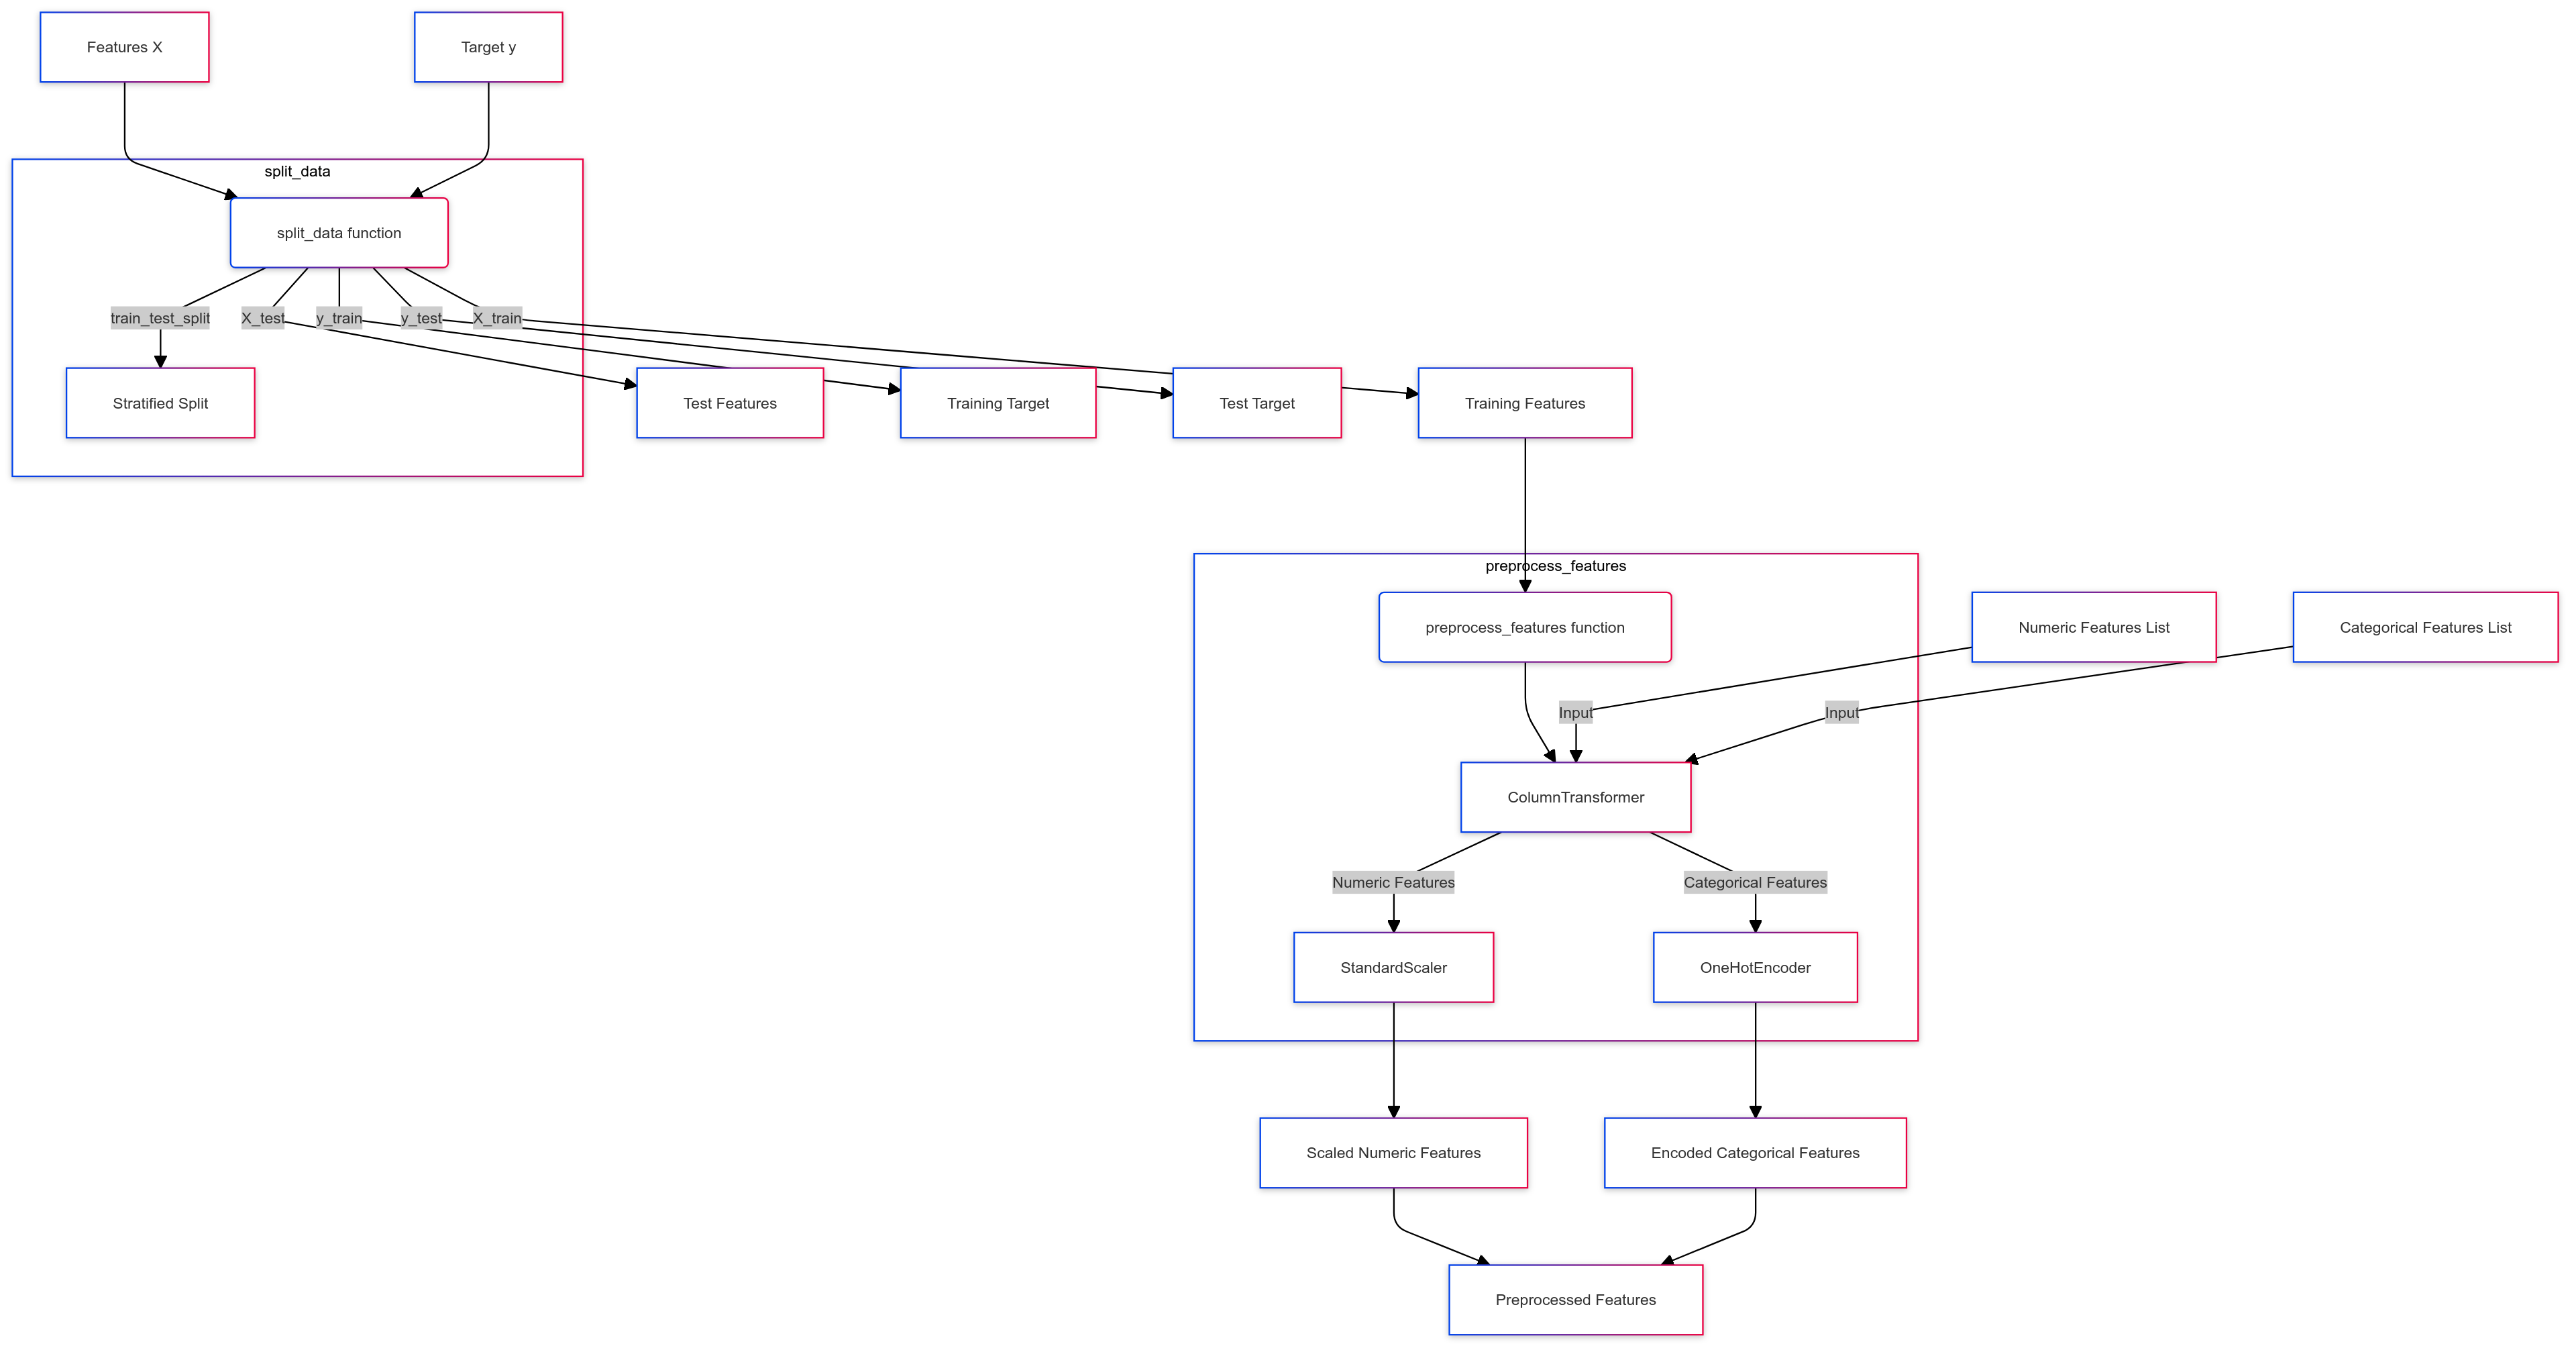 Features X
Target y
split_data
split_data function
train_test_split
X_test
y_train
y_test
X_train
Stratified Split
Test Features
Training Target
Test Target
Training Features
preprocess_features
preprocess_features function
Numeric Features List
Categorical Features List
Input
Input
ColumnTransformer
Numeric Features
Categorical Features
StandardScaler
OneHotEncoder
Scaled Numeric Features
Encoded Categorical Features
Preprocessed Features